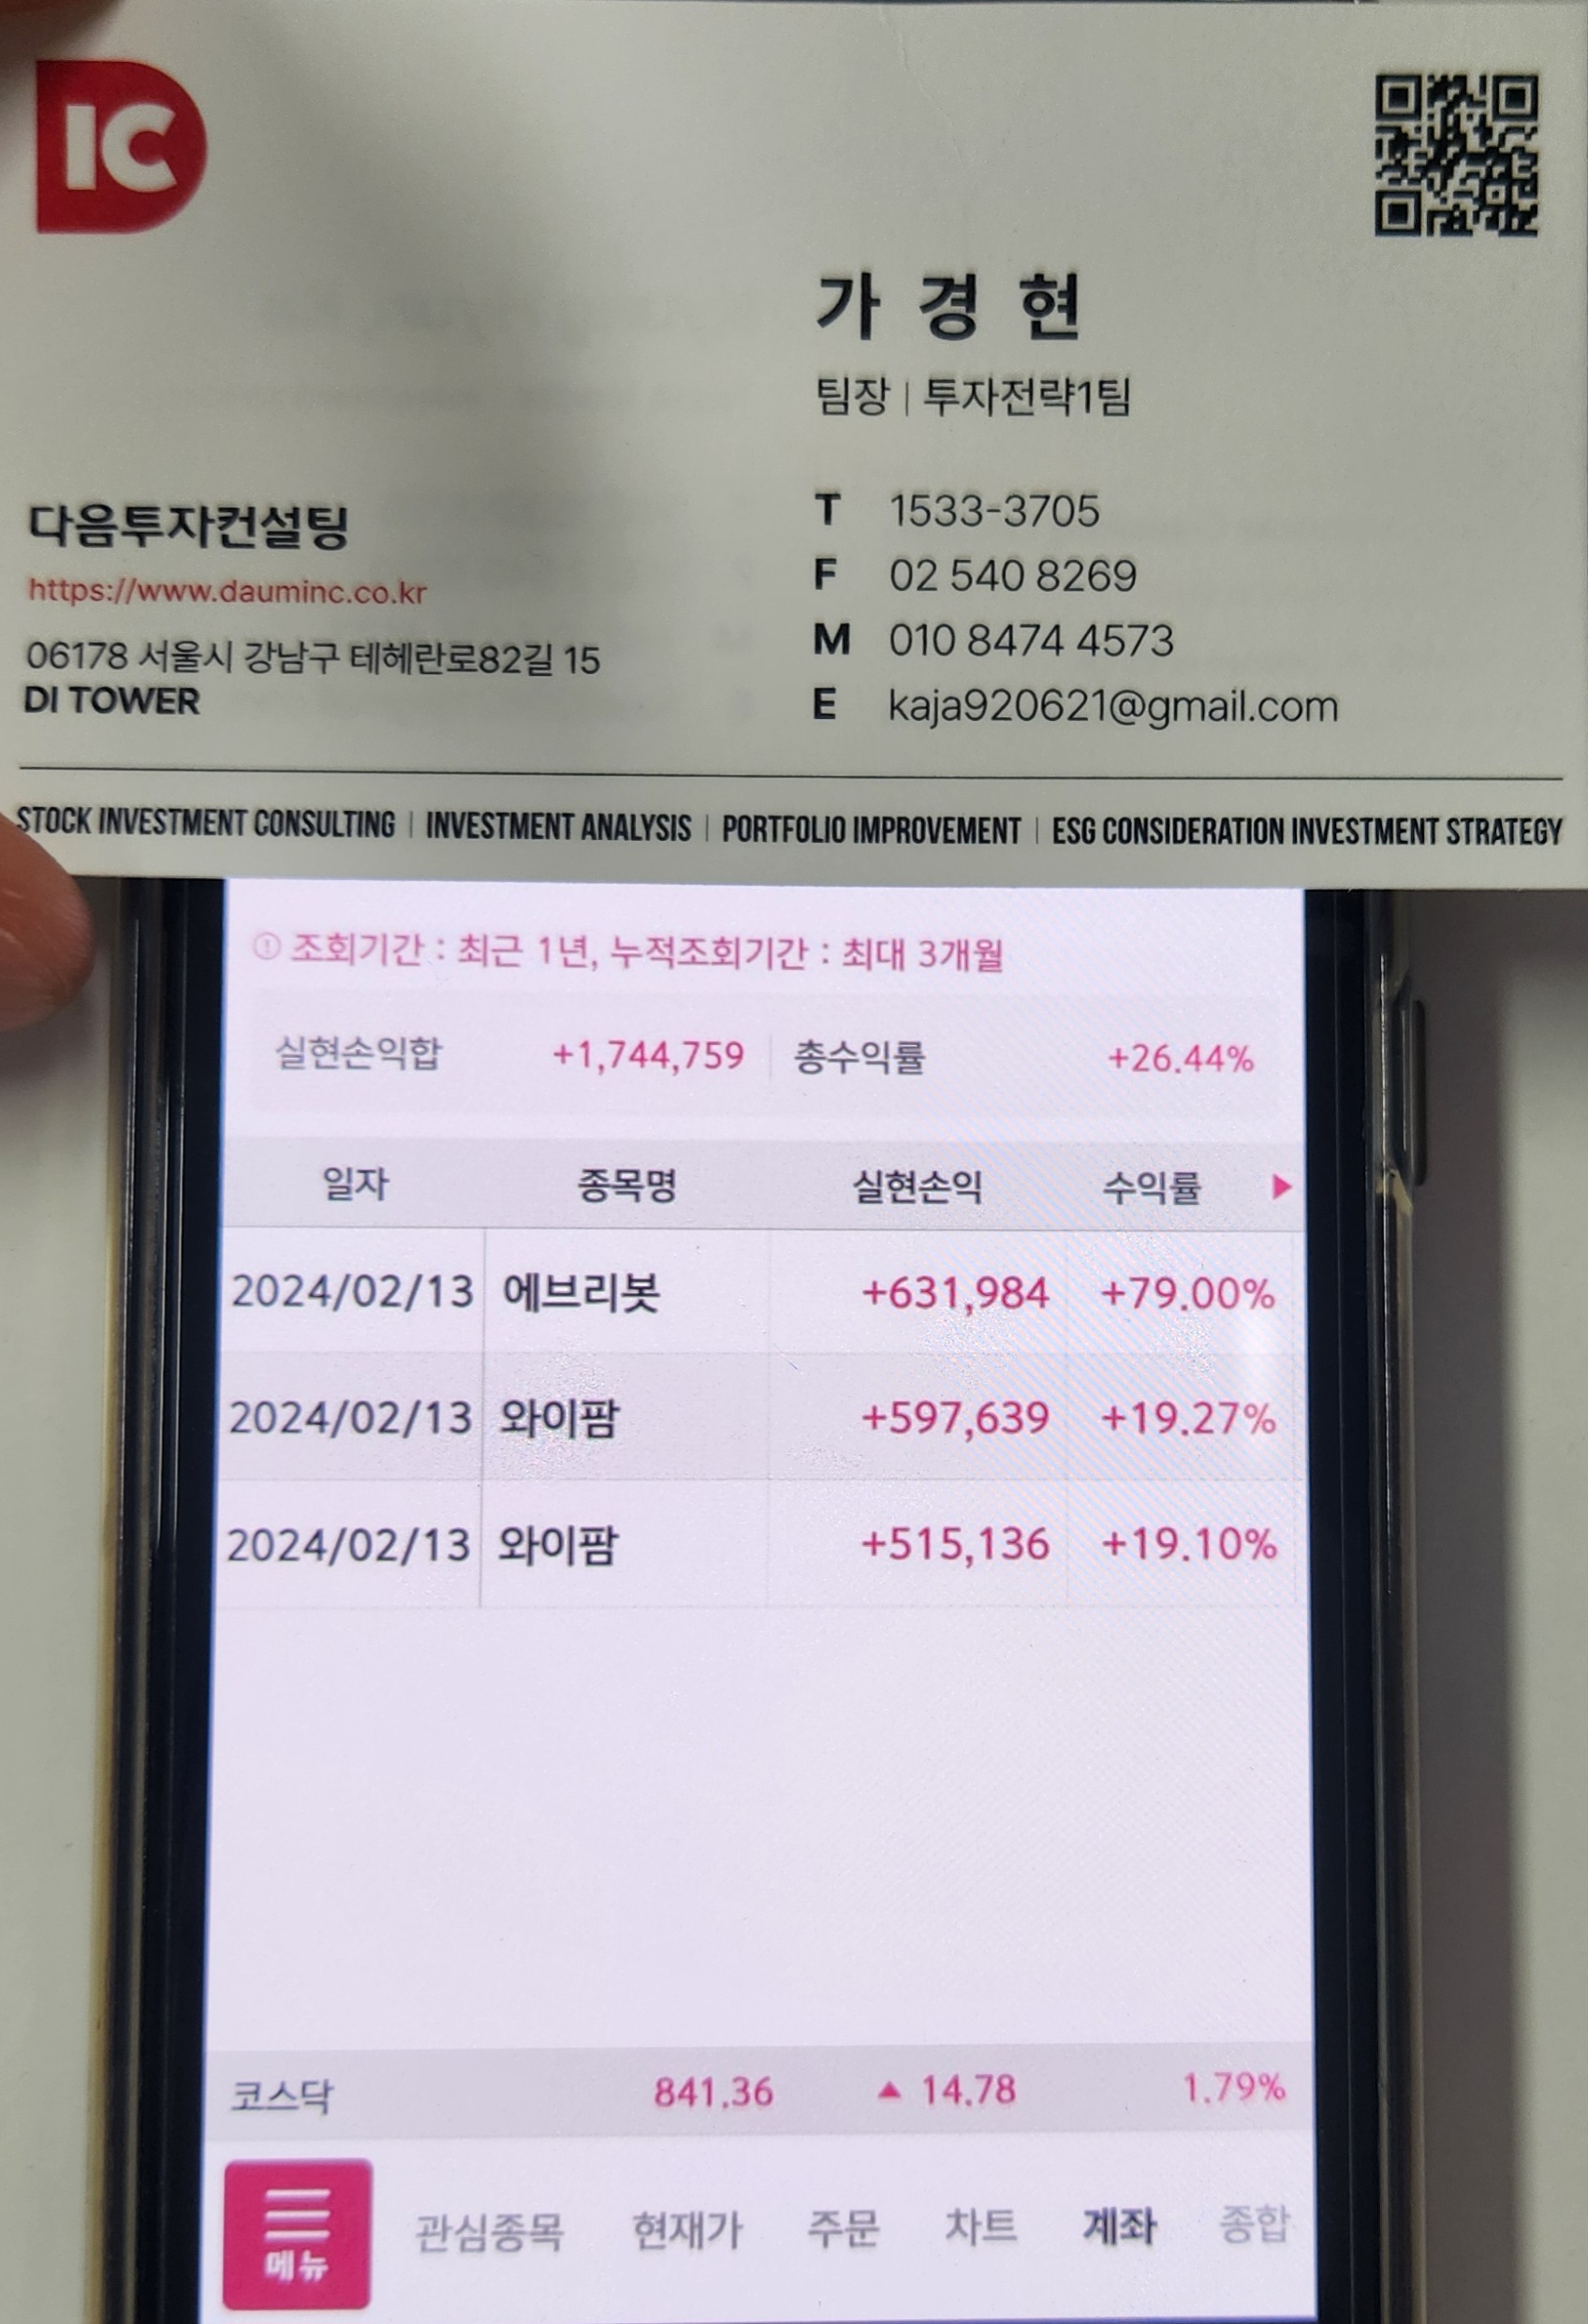 IC
가경현
팀장 | 투자전략1팀
다음투자컨설팅
https://www.dauminc.co.kr
06178 서울시 강남구 테헤란로82길 15
DI TOWER
T 1533-3705
F 02 540 8269
M 010 8474 4573
E kaja920621@gmail.com
STOCK INVESTMENT CONSULTING | INVESTMENT ANALYSIS | PORTFOLIO IMPROVEMENT | ESG CONSIDERATION INVESTMENT STRATEGY
조회기간 : 최근 1년, 누적조회기간 : 최대 3개월
실현손익합 +1,744,759 총수익률 +26.44%
일자 종목명 실현손익 수익률
2024/02/13 에브리봇 +631,984 +79.00%
2024/02/13 와이팜 +597,639 +19.27%
2024/02/13 와이팜 +515,136 +19.10%
코스닥 841.36 ▲ 14.78 1.79%
메뉴 관심종목 현재가 주문 차트 계좌 종합